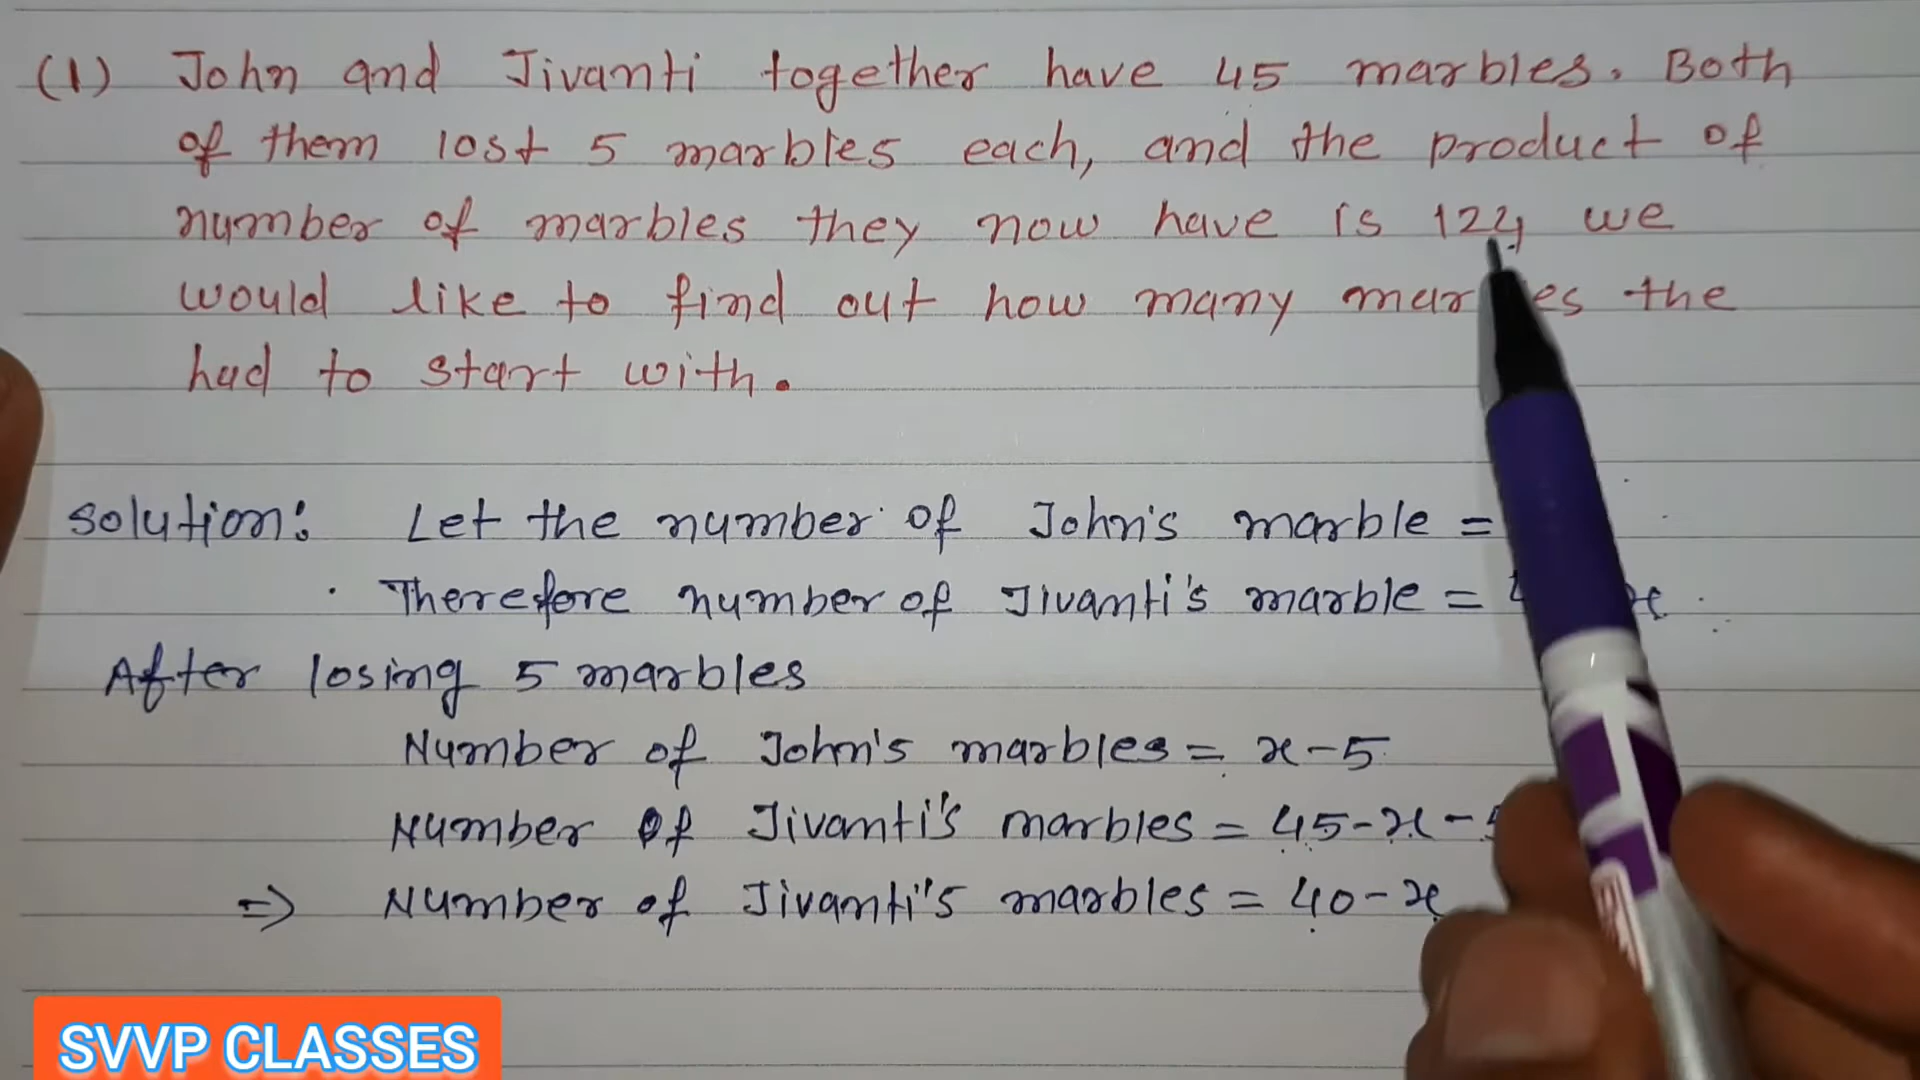 (1) John and Jivanti together have 45 marbles. Both
of them lost 5 marbles each, and the product of
number of marbles they now have is 124 we
would like to find out how many the
had to start with.
Solution: Let the number of John's marble =
Therefore number of Jivanti's marble =
After losing 5 marbles
Number of John's marbles = x-5
Number of Jivanti's marbles = 45-x-
=> Number of Jivanti's marbles = 40-x
SVVP CLASSES